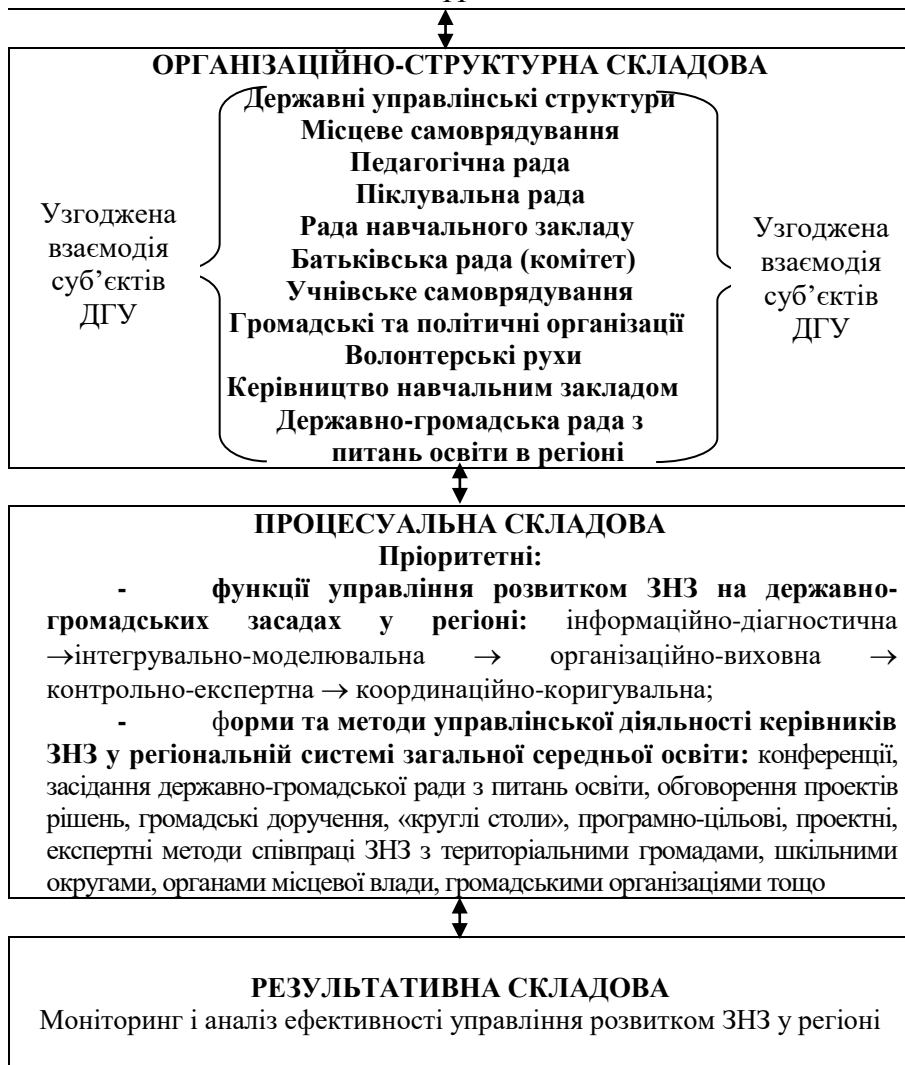 ОРГАНІЗАЦІЙНО-СТРУКТУРНА СКЛАДОВА
Державні управлінські структури
Місцеве самоврядування
Педагогічна рада
Піклувальна рада
Рада навчального закладу
Батьківська рада (комітет)
Учнівське самоврядування
Громадські та політичні організації
Волонтерські рухи
Керівництво навчальним закладом
Державно-громадська рада з
питань освіти в регіоні
Узгоджена
взаємодія
суб’єктів
ДГУ
Узгоджена
взаємодія
суб’єктів
ДГУ
ПРОЦЕСУАЛЬНА СКЛАДОВА
Пріоритетні:
- функції управління розвитком ЗНЗ на державно-
громадських засадах у регіоні: інформаційно-діагностична
→інтегрувально-моделювальна → організаційно-виховна →
контрольно-експертна → координаційно-коригувальна;
- форми та методи управлінської діяльності керівників
ЗНЗ у регіональній системі загальної середньої освіти: конференції,
засідання державно-громадської ради з питань освіти, обговорення проектів
рішень, громадські доручення, «круглі столи», програмно-цільові, проектні,
експертні методи співпраці ЗНЗ з територіальними громадами, шкільними
округами, органами місцевої влади, громадськими організаціями тощо
РЕЗУЛЬТАТИВНА СКЛАДОВА
Моніторинг і аналіз ефективності управління розвитком ЗНЗ у регіоні